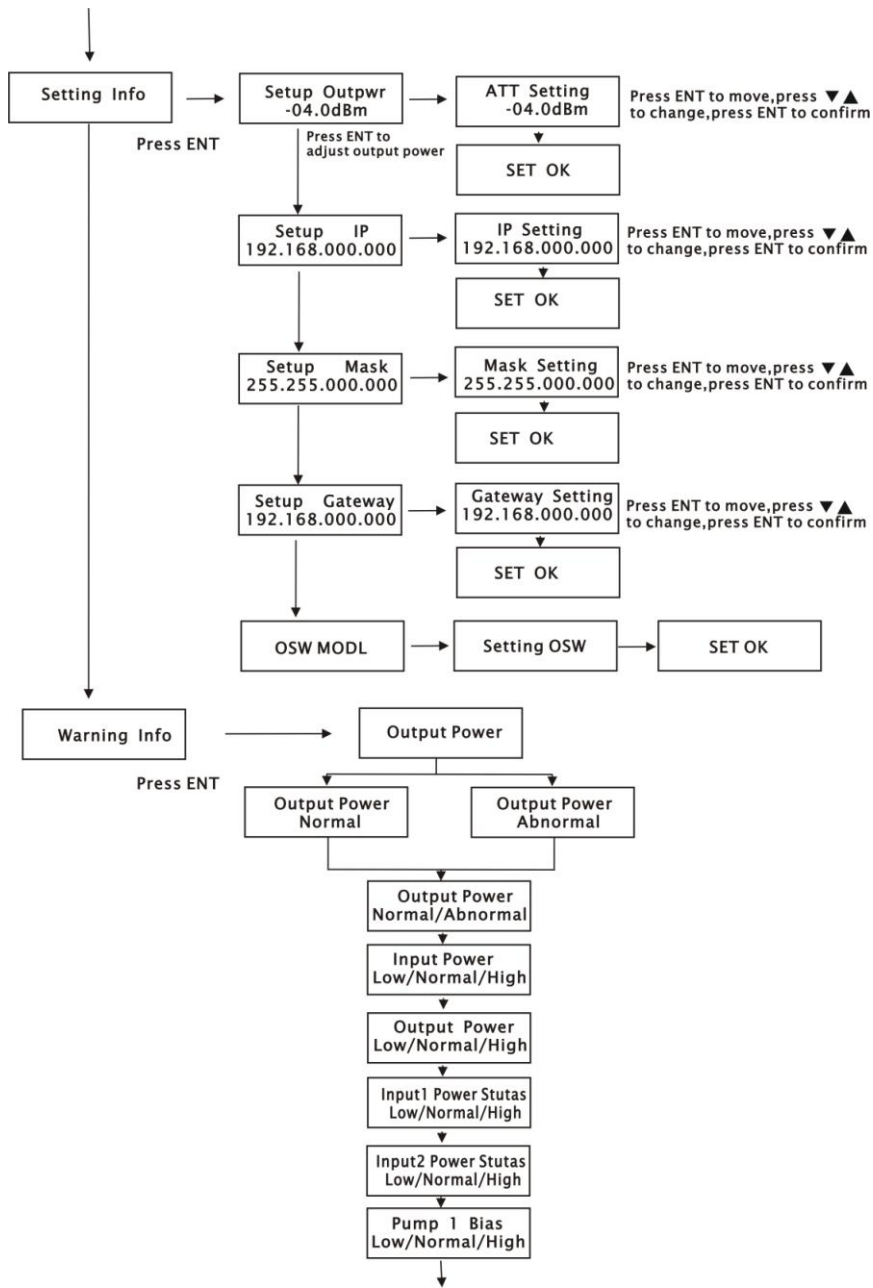 Setting Info
Press ENT
Setup Outpwr
-04.0dBm
Press ENT to
adjust output power
ATT Setting
-04.0dBm
Press ENT to move,press ▼▲
to change,press ENT to confirm
SET OK
Setup IP
192.168.000.000
IP Setting
192.168.000.000
Press ENT to move,press ▼▲
to change,press ENT to confirm
SET OK
Setup Mask
255.255.000.000
Mask Setting
255.255.000.000
Press ENT to move,press ▼▲
to change,press ENT to confirm
SET OK
Setup Gateway
192.168.000.000
Gateway Setting
192.168.000.000
Press ENT to move,press ▼▲
to change,press ENT to confirm
SET OK
OSW MODL
Setting OSW
SET OK
Warning Info
Press ENT
Output Power
Output Power
Normal
Output Power
Abnormal
Output Power
Normal/Abnormal
Input Power
Low/Normal/High
Output Power
Low/Normal/High
Input1 Power Stutas
Low/Normal/High
Input2 Power Stutas
Low/Normal/High
Pump 1 Bias
Low/Normal/High